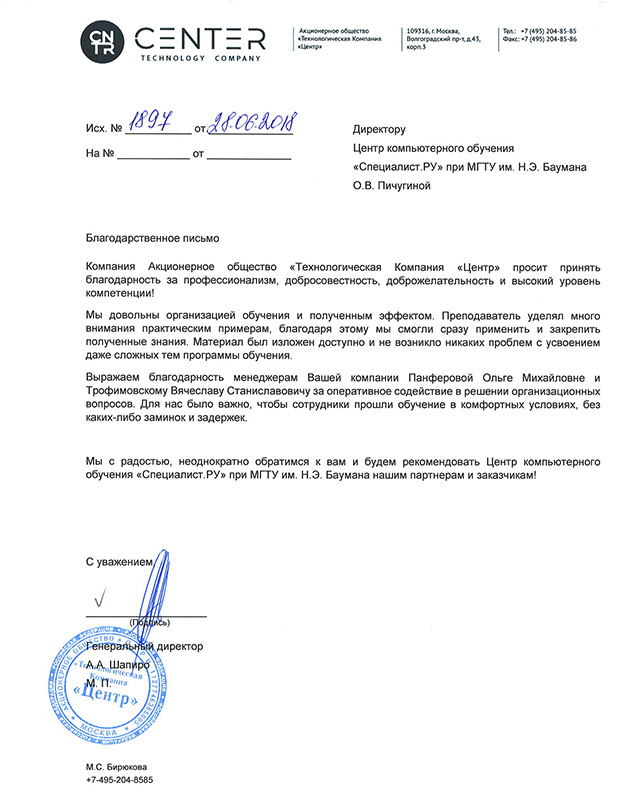 CN
TR
CENTER
TECHNOLOGY COMPANY
Акционерное общество
«Технологическая Компания
«Центр»
109316, г.Москва,
Волгоградский пр-т, д.43,
корп.3
Тел.: +7 (495) 204-85-85
Факс: +7 (495) 204-85-86
Исх. № 1897 от 28.06.2018
На № ____________ от ______________
Директору
Центр компьютерного обучения
«Специалист.РУ» при МГТУ им. Н.Э. Баумана
О.В. Пичугиной
Благодарственное письмо
Компания Акционерное общество «Технологическая Компания «Центр» просит принять
благодарность за профессионализм, добросовестность, доброжелательность и высокий уровень
компетенции!
Мы довольны организацией обучения и полученным эффектом. Преподаватель уделял много
внимания практическим примерам, благодаря этому мы смогли сразу применить и закрепить
полученные знания. Материал был изложен доступно и не возникло никаких проблем с усвоением
даже сложных тем программы обучения.
Выражаем благодарность менеджерам Вашей компании Панферовой Ольге Михайловне и
Трофимовскому Вячеславу Станиславовичу за оперативное содействие в решении организационных
вопросов. Для нас было важно, чтобы сотрудники прошли обучение в комфортных условиях, без
каких-либо заминок и задержек.
Мы с радостью, неоднократно обратимся к вам и будем рекомендовать Центр компьютерного
обучения «Специалист.РУ» при МГТУ им. Н.Э. Баумана нашим партнерам и заказчикам!
С уважением,
(Подпись)
Генеральный директор
А.А. Шапиро
М. П.
АКЦИОНЕРНОЕ ОБЩЕСТВО
«Технологическая
Компания
«Центр»
МОСКВА
М.С. Бирюкова
+7-495-204-8585